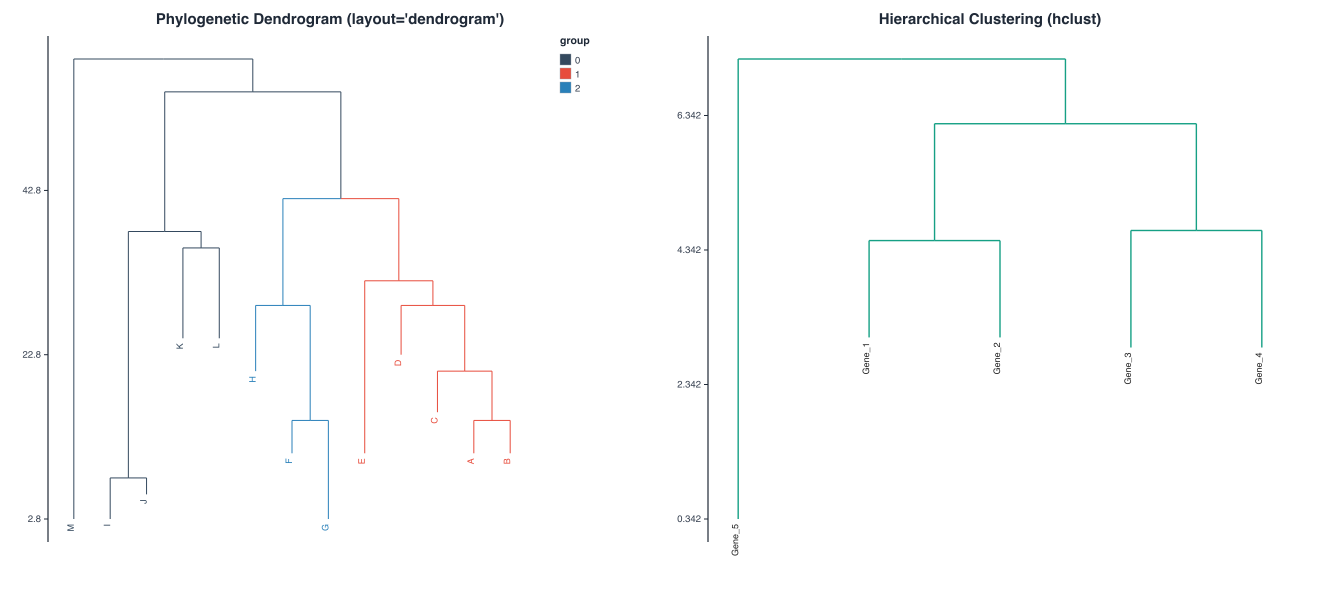 Phylogenetic Dendrogram (layout='dendrogram')
group
0
1
2
42.8
22.8
2.8
K
L
D
H
C
F
E
A
B
J
M
I
G
Hierarchical Clustering (hclust)
6.342
4.342
2.342
0.342
Gene_1
Gene_2
Gene_3
Gene_4
Gene_5